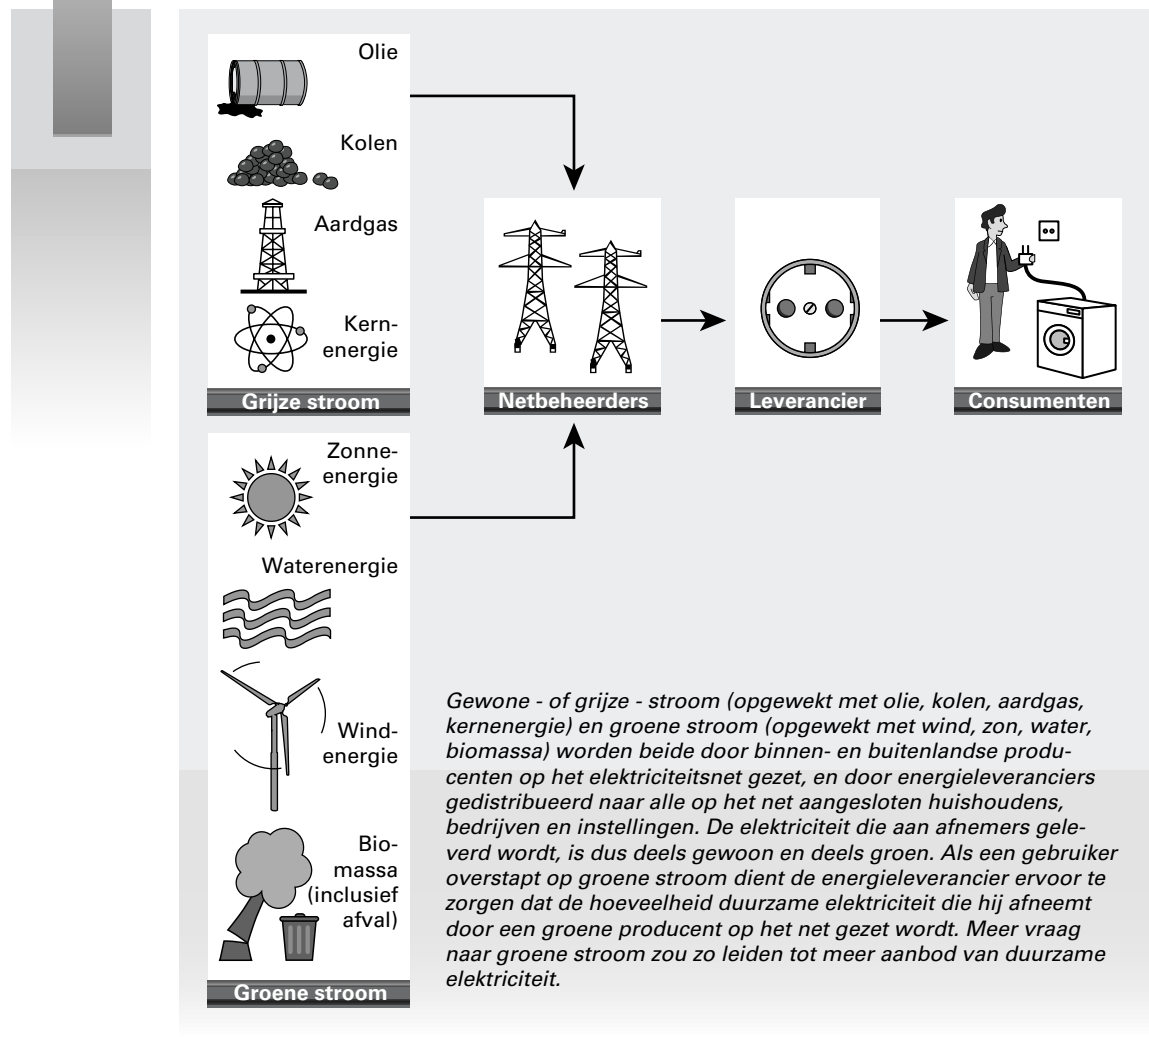 Olie
Kolen
Aardgas
Kern-
energie
Grijze stroom
Netbeheerders
Leverancier
Consumenten
Zonne-
energie
Waterenergie
Wind-
energie
Bio-
massa
(inclusief
afval)
Groene stroom
Gewone - of grijze - stroom (opgewekt met olie, kolen, aardgas,
kernenergie) en groene stroom (opgewekt met wind, zon, water,
biomassa) worden beide door binnen- en buitenlandse produ-
centen op het elektriciteitsnet gezet, en door energieleveranciers
gedistribueerd naar alle op het net aangesloten huishoudens,
bedrijven en instellingen. De elektriciteit die aan afnemers gele-
verd wordt, is dus deels gewoon en deels groen. Als een gebruiker
overstapt op groene stroom dient de energieleverancier ervoor te
zorgen dat de hoeveelheid duurzame elektriciteit die hij afneemt
door een groene producent op het net gezet wordt. Meer vraag
naar groene stroom zou zo leiden tot meer aanbod van duurzame
elektriciteit.